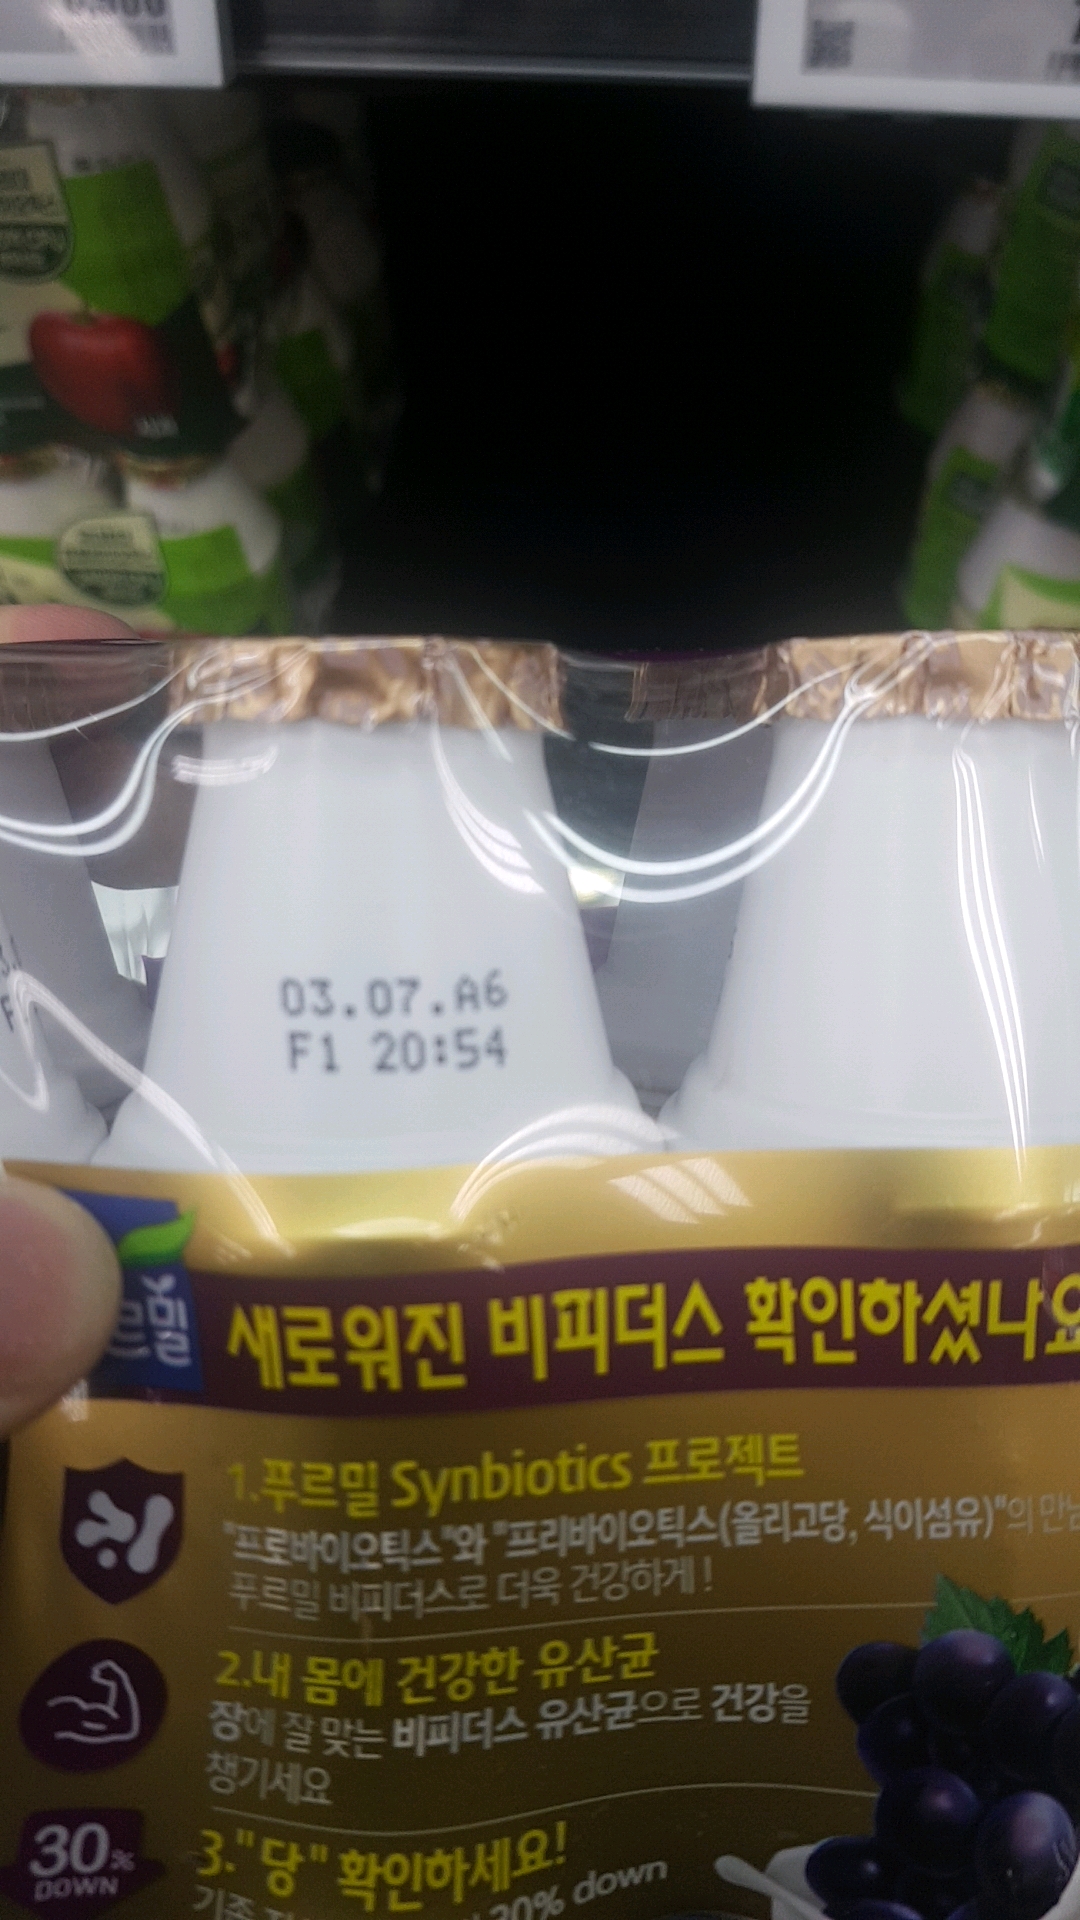 03.07.A6
F1 20:54
새로워진 비피더스 확인하셨나요
1.푸르밀 Synbiotics 프로젝트
"프로바이오틱스"와 "프리바이오틱스(올리고당, 식이섬유)"의 만남
푸르밀 비피더스로 더욱 건강하게!
2.내 몸에 건강한 유산균
장에 잘 맞는 비피더스 유산균으로 건강을
챙기세요
30% DOWN
3."당" 확인하세요!
기존 30% down